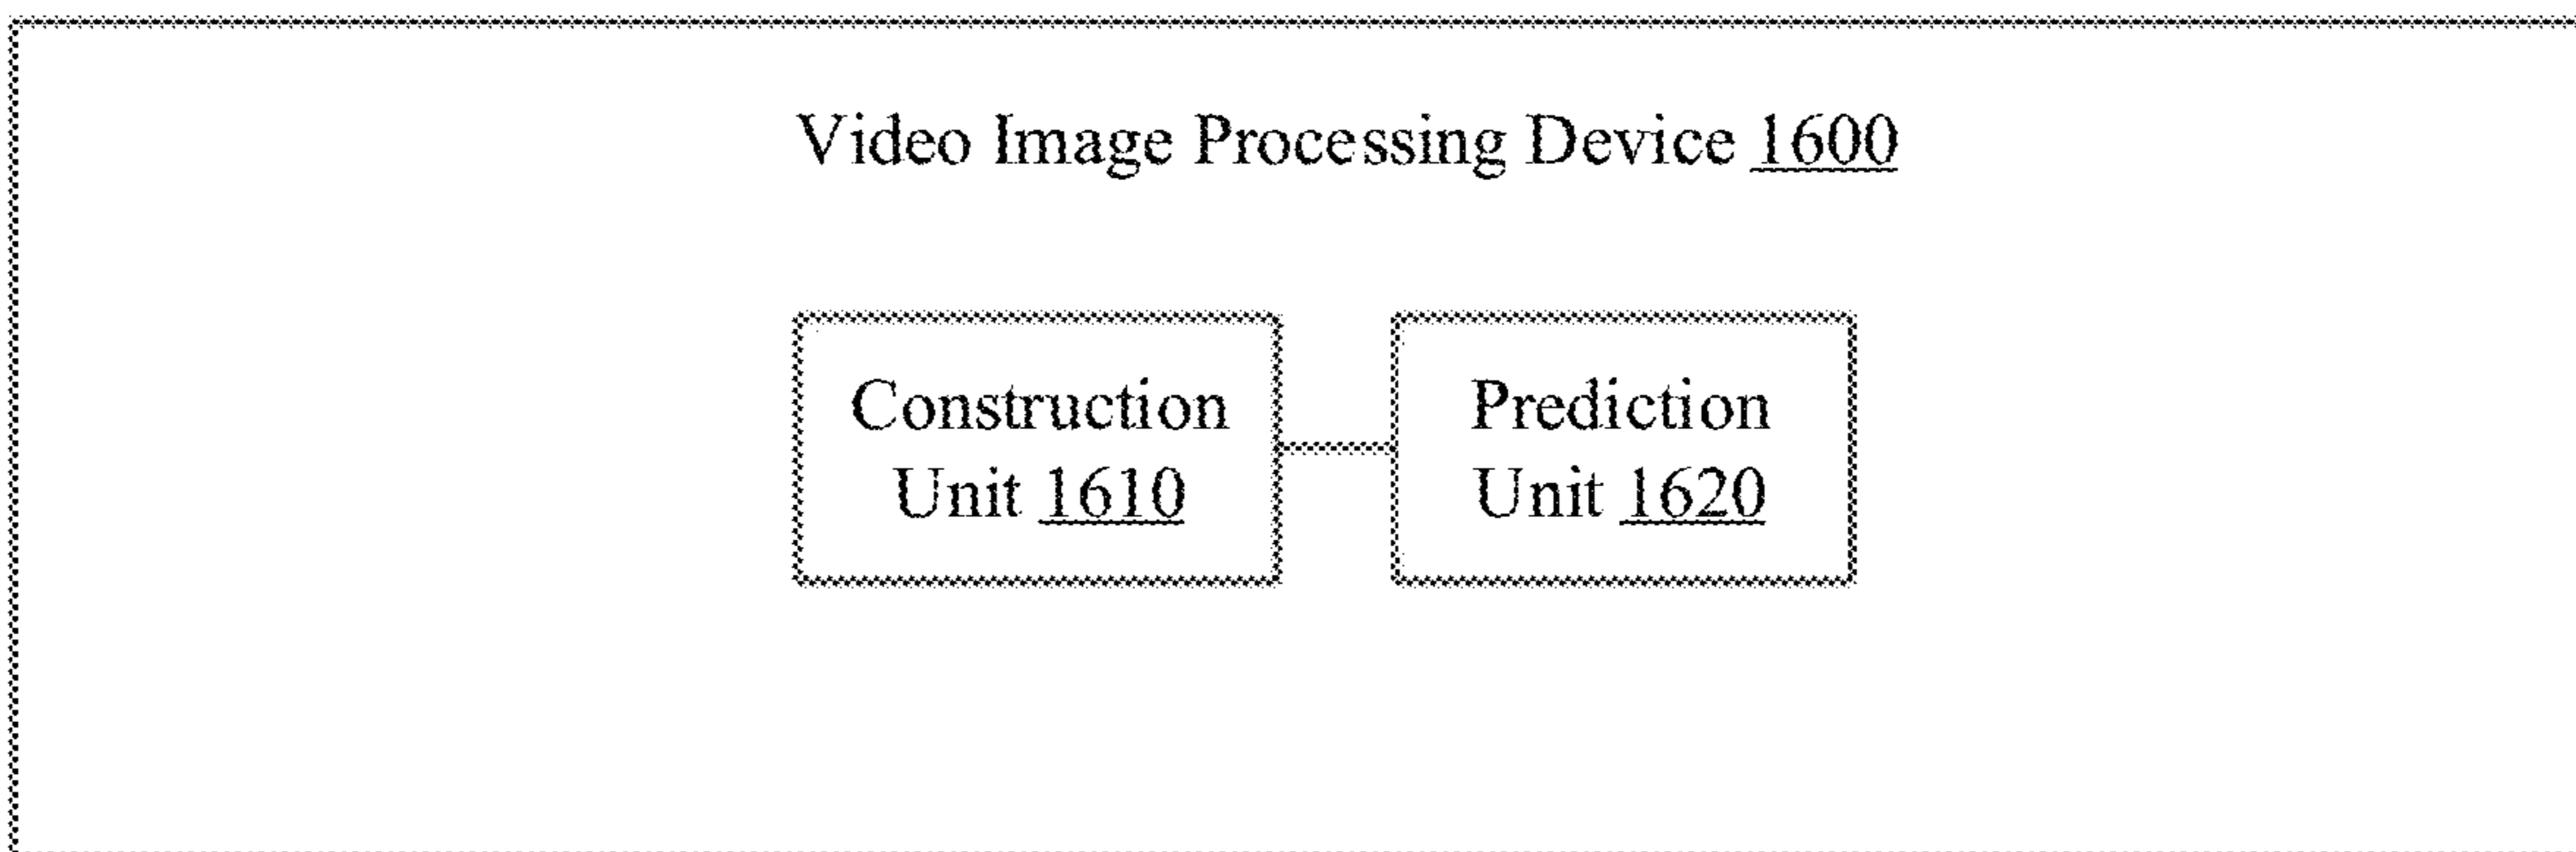 Video Image Processing Device 1600
Construction
Unit 1610
Prediction
Unit 1620